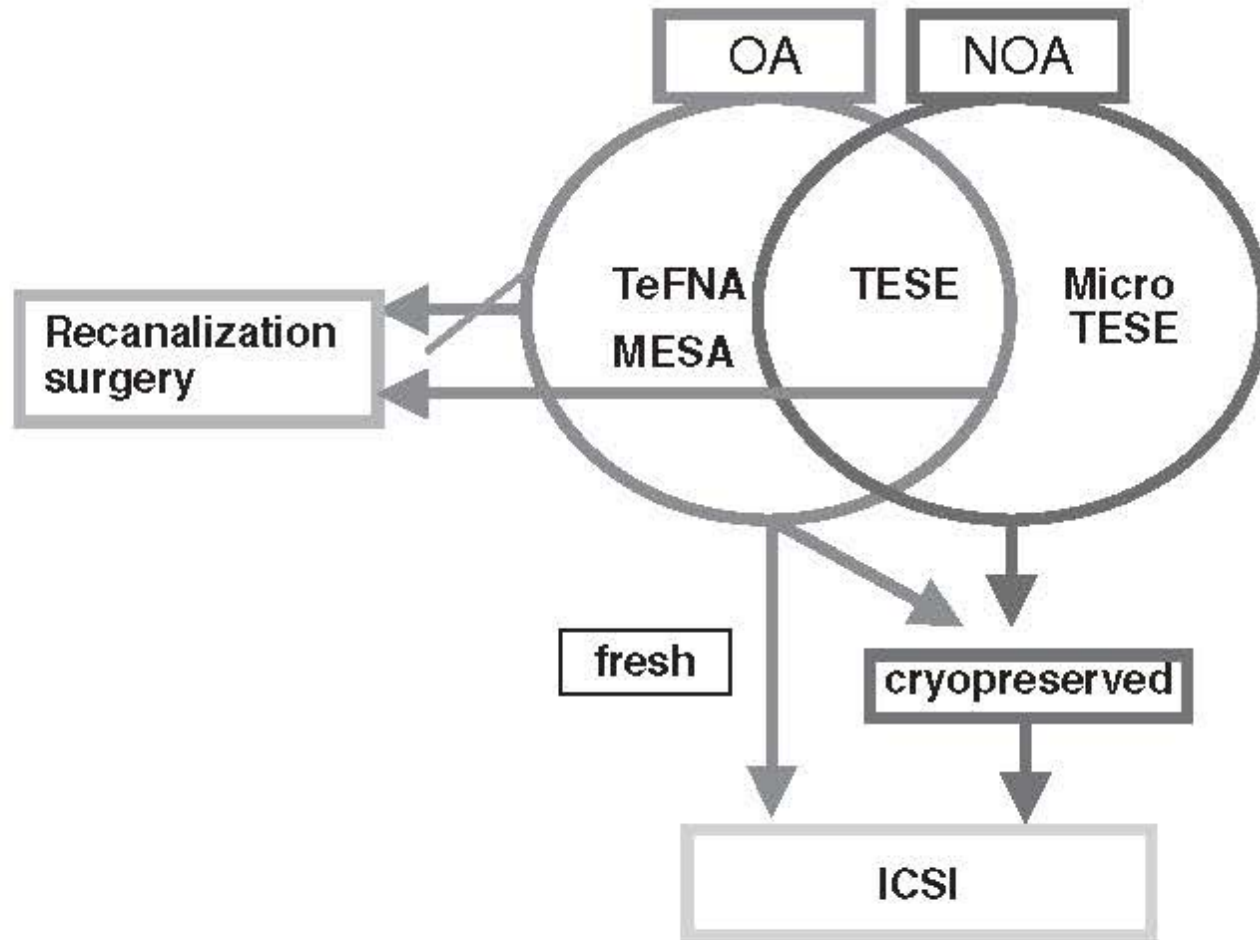 OA
NOA
TeFNA
MESA
TESE
Micro
TESE
Recanalization
surgery
fresh
cryopreserved
ICSI